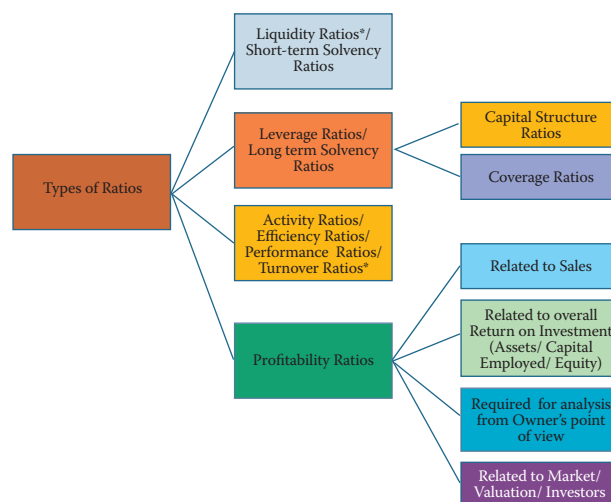 Liquidity Ratios*/
Short-term Solvency
Ratios
Leverage Ratios/
Long term Solvency
Ratios
Capital Structure
Ratios
Coverage Ratios
Types of Ratios
Activity Ratios/
Efficiency Ratios/
Performance Ratios/
Turnover Ratios*
Related to Sales
Related to overall
Return on Investment
(Assets/ Capital
Employed/ Equity)
Profitability Ratios
Required for analysis
from Owner's point
of view
Related to Market/
Valuation/ Investors